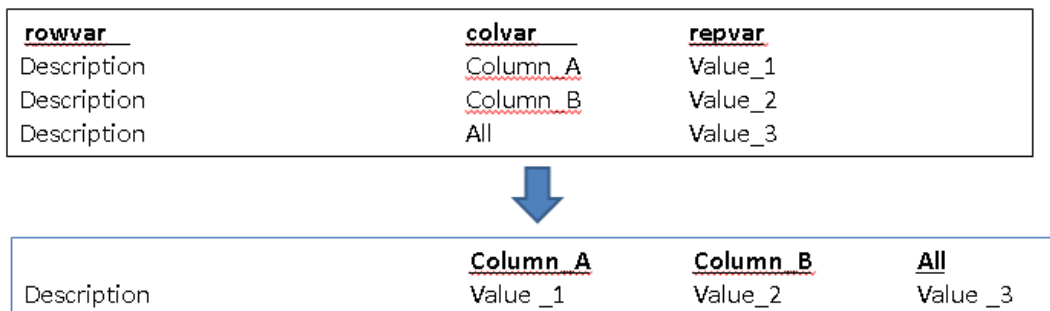 rowvar colvar repvar
Description Column_A Value_1
Description Column_B Value_2
Description All Value_3
Column_A Column_B All
Description Value _1 Value_2 Value _3